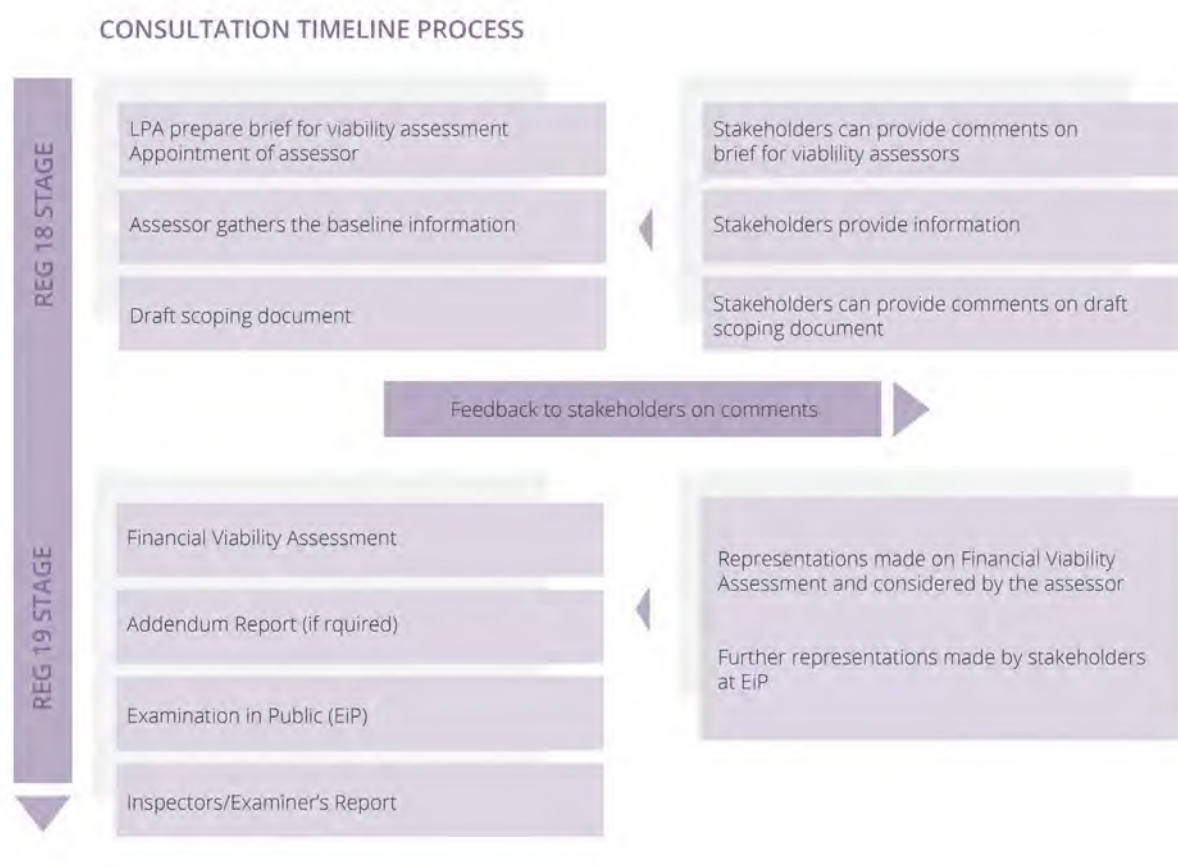 CONSULTATION TIMELINE PROCESS
REG 18 STAGE
LPA prepare brief for viability assessment
Appointment of assessor
Stakeholders can provide comments on
brief for viablility assessors
Assessor gathers the baseline information
Stakeholders provide information
Draft scoping document
Stakeholders can provide comments on draft
scoping document
Feedback to stakeholders on comments
REG 19 STAGE
Financial Viability Assessment
Addendum Report (if rquired)
Examination in Public (EiP)
Inspectors/Examiner's Report
Representations made on Financial Viability
Assessment and considered by the assessor
Further representations made by stakeholders
at EiP